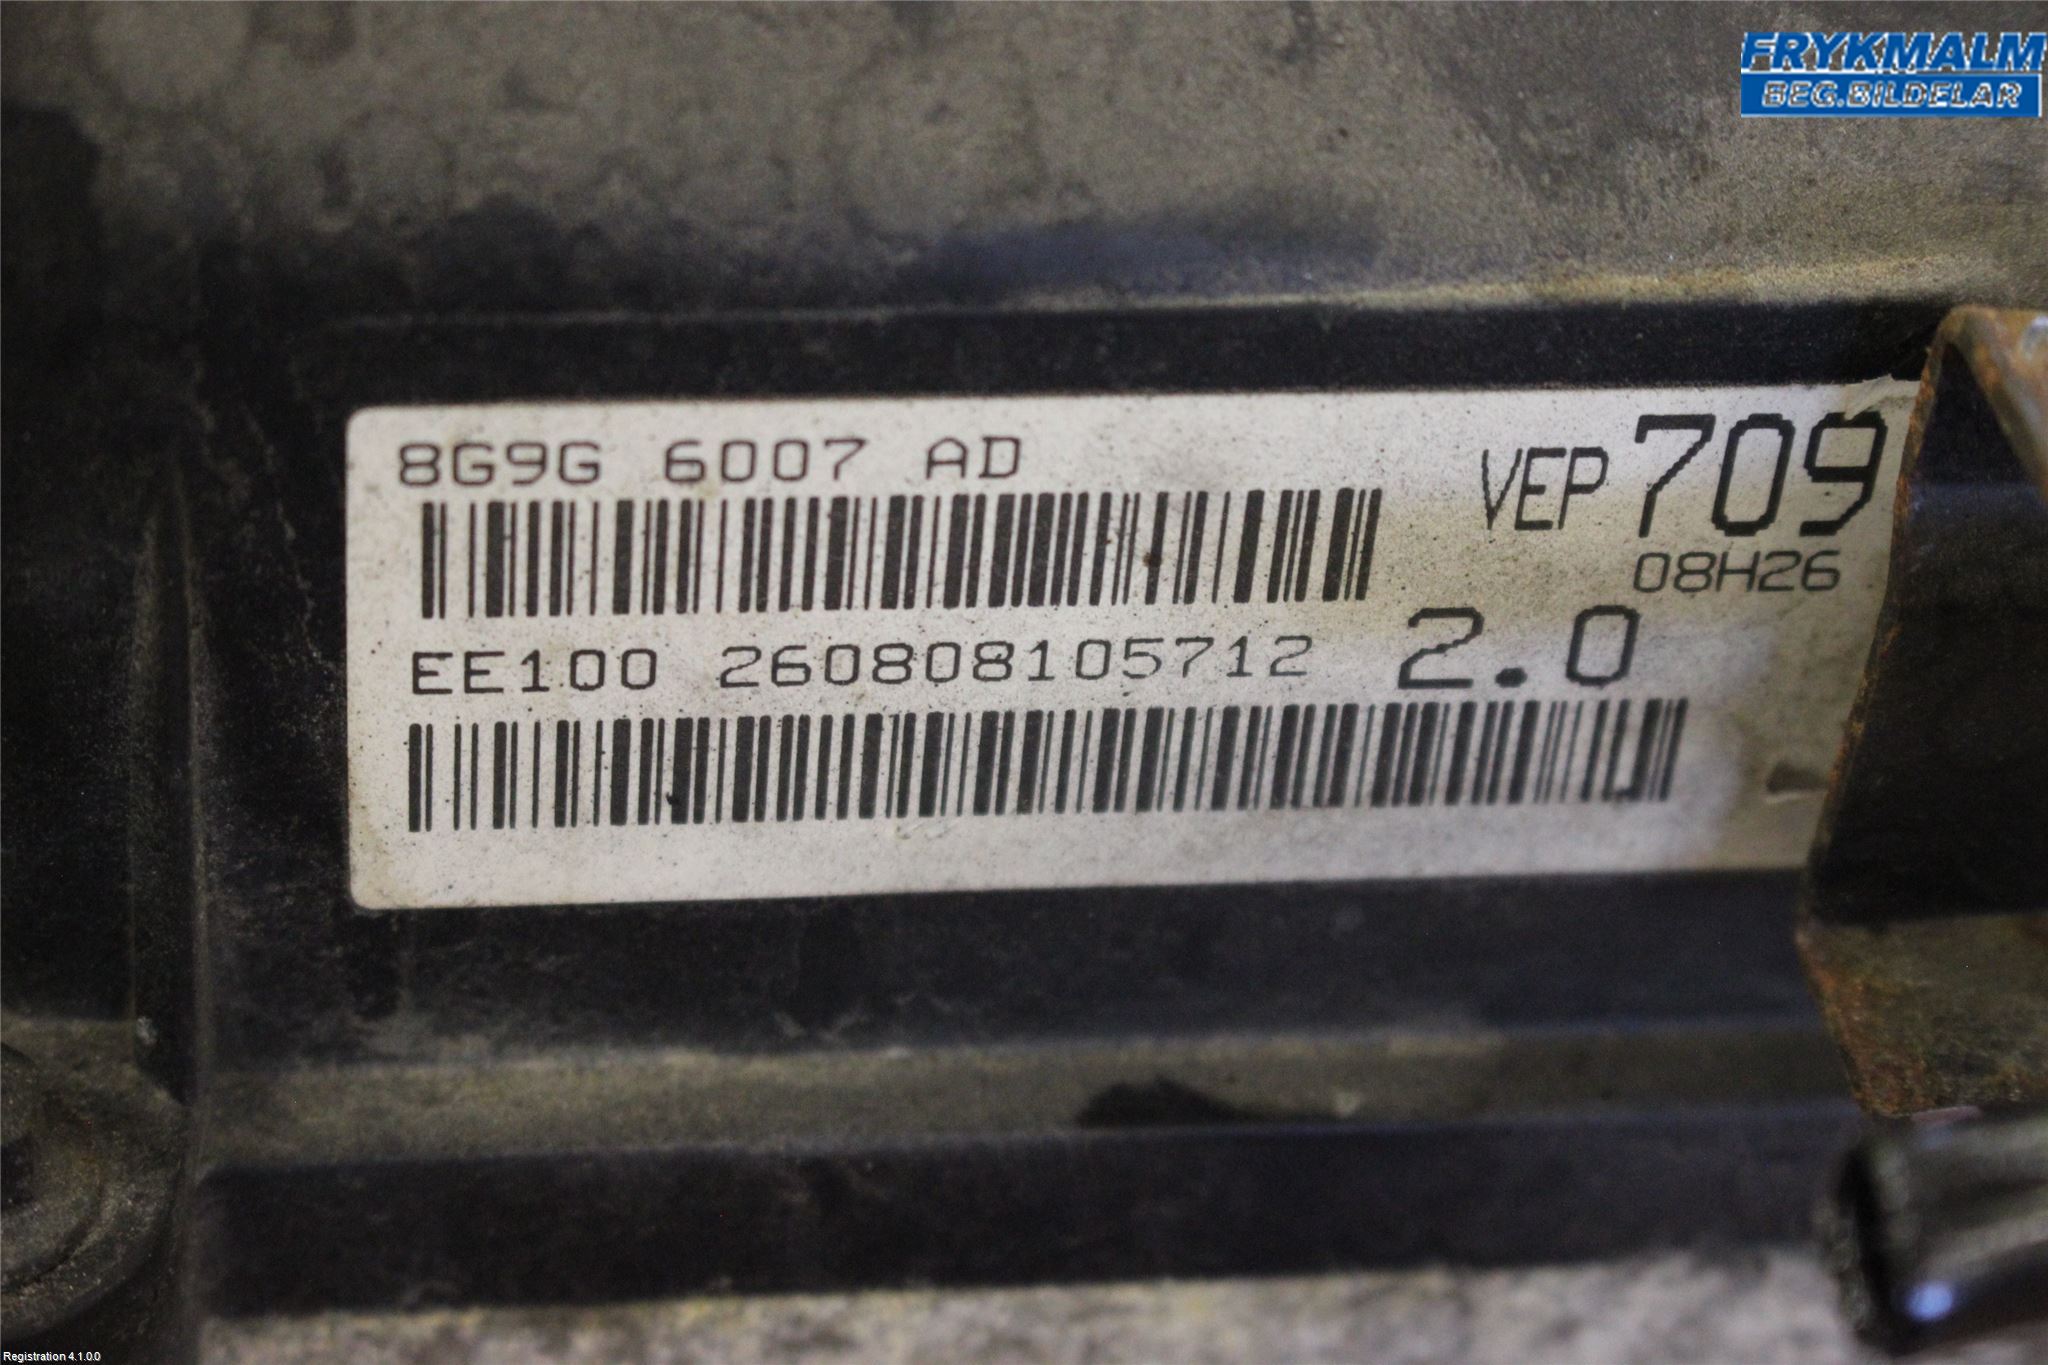 FRYKMALM
BEG.BILDELAR
8G9G 6007 AD
VEP 709
08H26
EE100 260808105712 2.0
Registration 4.1.0.0